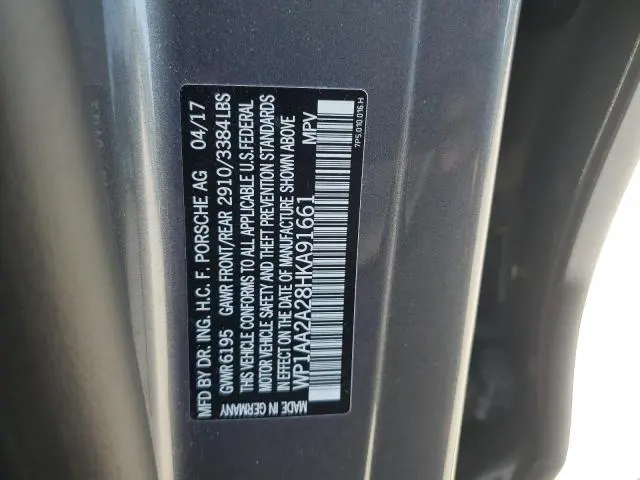 MFD BY DR. ING. H.C. F. PORSCHE AG 04/17
GWR 6195 GAWR FRONT/REAR 2910/3384LBS
THIS VEHICLE CONFORMS TO ALL APPLICABLE U.S.FEDERAL
MOTOR VEHICLE SAFETY AND THEFT PREVENTION STANDARDS
IN EFFECT ON THE DATE OF MANUFACTURE SHOWN ABOVE
WP1AA2A28HKA91661 MPV
MADE IN GERMANY
7P5.010 016.H